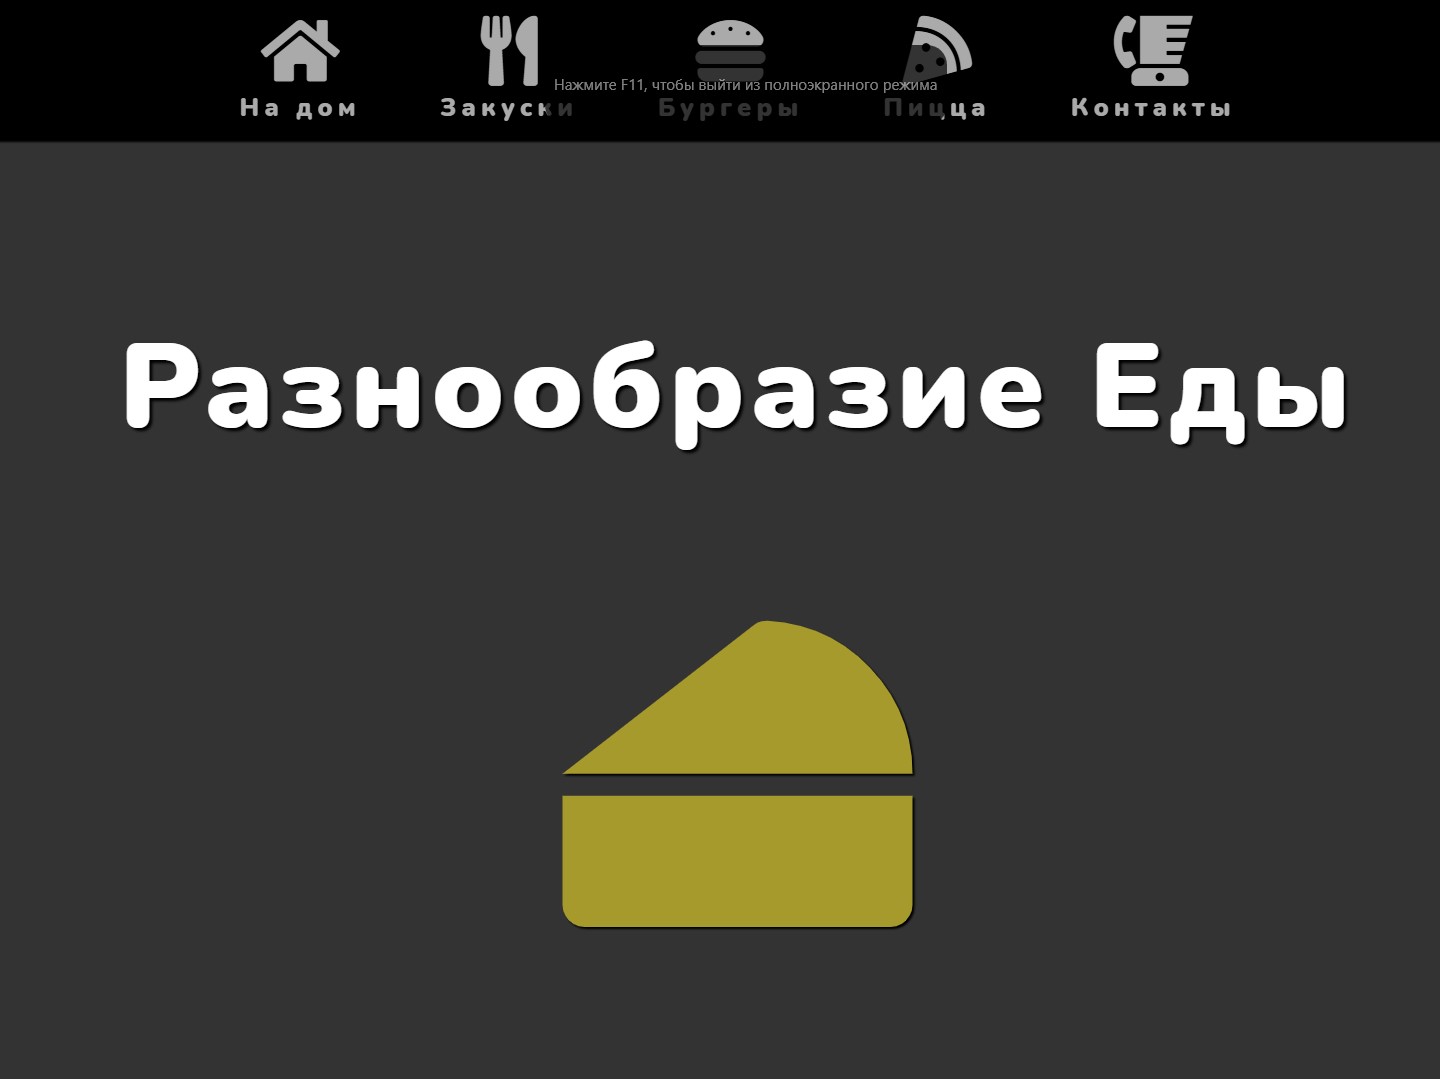 На дом Закуски Бургеры Пицца Контакты
Нажмите F11, чтобы выйти из полноэкранного режима
Разнообразие Еды